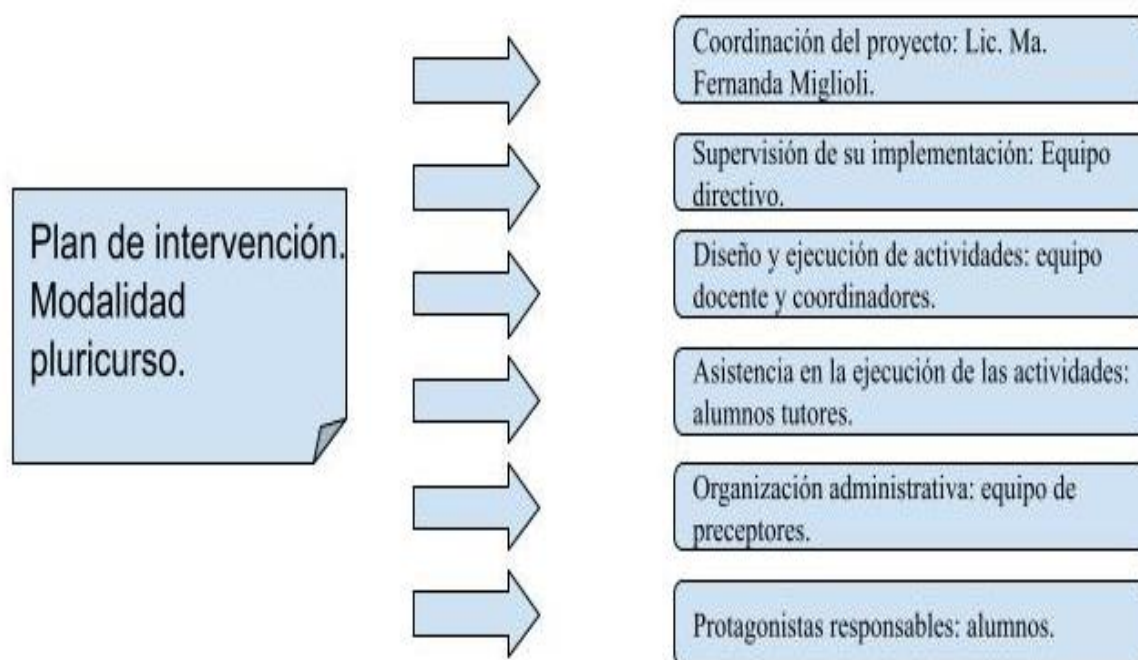 Plan de intervención.
Modalidad
pluricurso.
Coordinación del proyecto: Lic. Ma.
Fernanda Miglioli.
Supervisión de su implementación: Equipo
directivo.
Diseño y ejecución de actividades: equipo
docente y coordinadores.
Asistencia en la ejecución de las actividades:
alumnos tutores.
Organización administrativa: equipo de
preceptores.
Protagonistas responsables: alumnos.